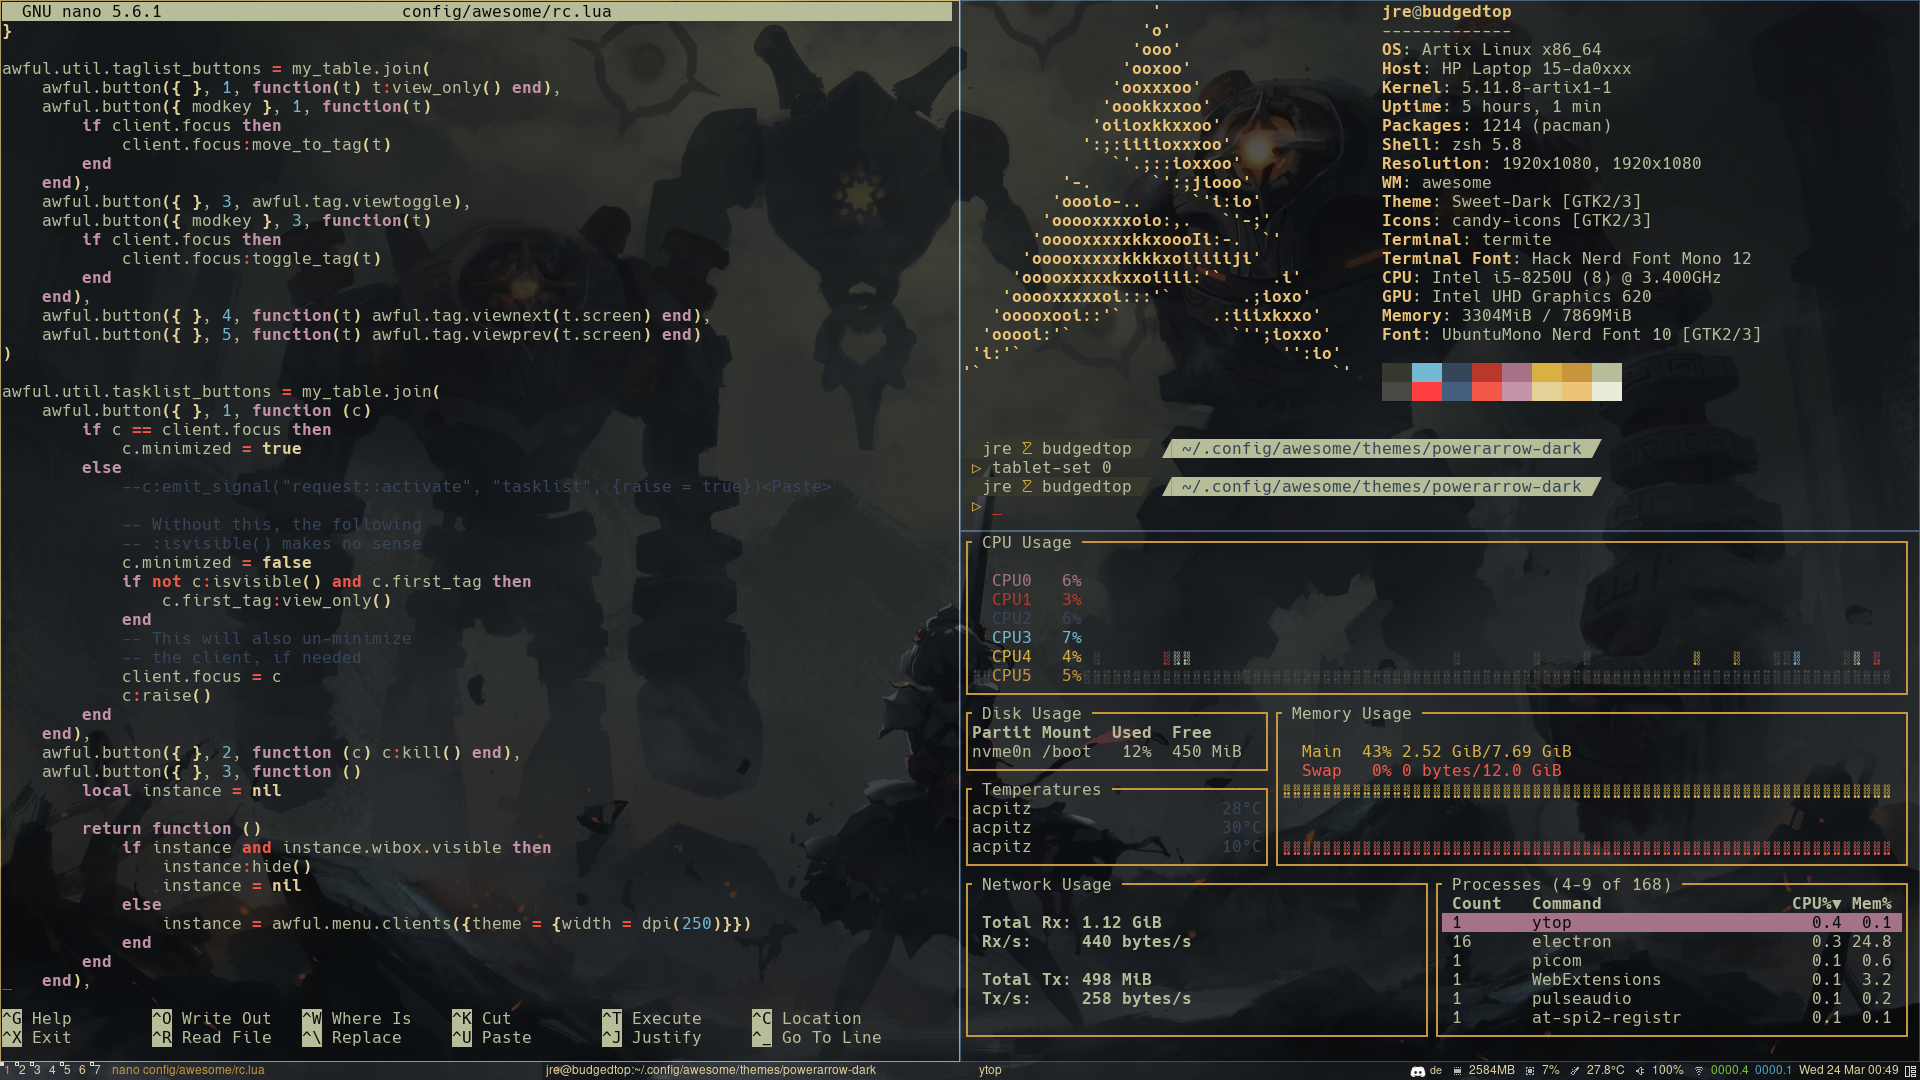 GNU nano 5.6.1 config/awesome/rc.lua
}
awful.util.taglist_buttons = my_table.join(
    awful.button({ }, 1, function(t) t:view_only() end),
    awful.button({ modkey }, 1, function(t)
        if client.focus then
            client.focus:move_to_tag(t)
        end
    end),
    awful.button({ }, 3, awful.tag.viewtoggle),
    awful.button({ modkey }, 3, function(t)
        if client.focus then
            client.focus:toggle_tag(t)
        end
    end),
    awful.button({ }, 4, function(t) awful.tag.viewnext(t.screen) end),
    awful.button({ }, 5, function(t) awful.tag.viewprev(t.screen) end)
)
awful.util.tasklist_buttons = my_table.join(
    awful.button({ }, 1, function (c)
        if c == client.focus then
            c.minimized = true
        else
            --c:emit_signal("request::activate", "tasklist", {raise = true})<Paste>
            -- Without this, the following
            -- :isvisible() makes no sense
            c.minimized = false
            if not c:isvisible() and c.first_tag then
                c.first_tag:view_only()
            end
            -- This will also un-minimize
            -- the client, if needed
            client.focus = c
            c:raise()
        end
    end),
    awful.button({ }, 2, function (c) c:kill() end),
    awful.button({ }, 3, function ()
        local instance = nil
        return function ()
            if instance and instance.wibox.visible then
                instance:hide()
                instance = nil
            else
                instance = awful.menu.clients({theme = {width = dpi(250)}})
            end
        end
    end),
^G Help ^O Write Out ^W Where Is ^K Cut ^T Execute ^C Location
^X Exit ^R Read File ^\ Replace ^U Paste ^J Justify ^_ Go To Line
jre@budgedtop
-------------
OS: Artix Linux x86_64
Host: HP Laptop 15-da0xxx
Kernel: 5.11.8-artix1-1
Uptime: 5 hours, 1 min
Packages: 1214 (pacman)
Shell: zsh 5.8
Resolution: 1920x1080, 1920x1080
WM: awesome
Theme: Sweet-Dark [GTK2/3]
Icons: candy-icons [GTK2/3]
Terminal: termite
Terminal Font: Hack Nerd Font Mono 12
CPU: Intel i5-8250U (8) @ 3.400GHz
GPU: Intel UHD Graphics 620
Memory: 3304MiB / 7869MiB
Font: UbuntuMono Nerd Font 10 [GTK2/3]
jre Σ budgedtop ~/.config/awesome/themes/powerarrow-dark
▷ tablet-set 0
jre Σ budgedtop ~/.config/awesome/themes/powerarrow-dark
▷ _
CPU Usage
CPU0 6%
CPU1 3%
CPU2 6%
CPU3 7%
CPU4 4%
CPU5 5%
Disk Usage
Partit Mount Used Free
nvme0n /boot 12% 450 MiB
Temperatures
acpitz 28°C
acpitz 30°C
acpitz 10°C
Memory Usage
Main 43% 2.52 GiB/7.69 GiB
Swap 0% 0 bytes/12.0 GiB
Network Usage
Total Rx: 1.12 GiB
Rx/s: 440 bytes/s
Total Tx: 498 MiB
Tx/s: 258 bytes/s
Processes (4-9 of 168)
Count Command CPU%▼ Mem%
1 ytop 0.4 0.1
16 electron 0.3 24.8
1 picom 0.1 0.6
1 WebExtensions 0.1 3.2
1 pulseaudio 0.1 0.2
1 at-spi2-registr 0.1 0.1
1 2 3 4 5 6 7 nano config/awesome/rc.lua jre@budgedtop:~/.config/awesome/themes/powerarrow-dark ytop de 2584MB 7% 27.8°C 100% 0000.4 0000.1 Wed 24 Mar 00:49